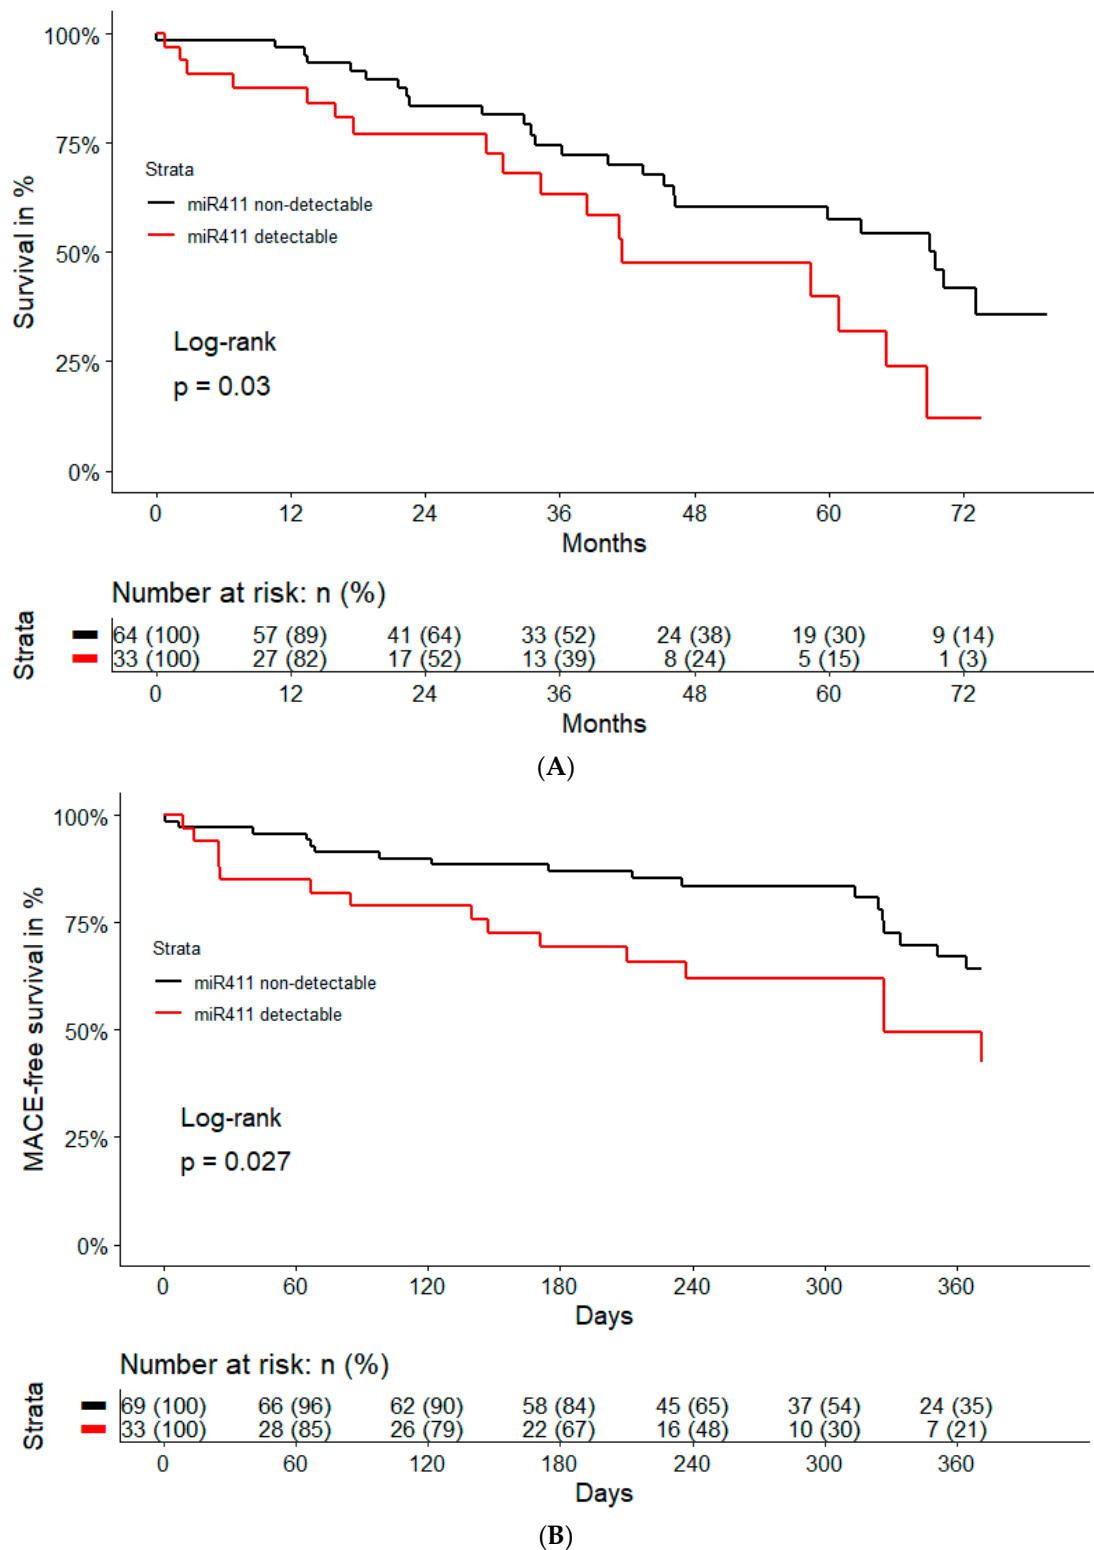 100%
75%
50%
25%
0%
Survival in %
Strata
miR411 non-detectable
miR411 detectable
Log-rank
p = 0.03
0 12 24 36 48 60 72
Months
Number at risk: n (%)
Strata
64 (100) 57 (89) 41 (64) 33 (52) 24 (38) 19 (30) 9 (14)
33 (100) 27 (82) 17 (52) 13 (39) 8 (24) 5 (15) 1 (3)
0 12 24 36 48 60 72
Months
(A)
100%
75%
50%
25%
0%
MACE-free survival in %
Strata
miR411 non-detectable
miR411 detectable
Log-rank
p = 0.027
0 60 120 180 240 300 360
Days
Number at risk: n (%)
Strata
69 (100) 66 (96) 62 (90) 58 (84) 45 (65) 37 (54) 24 (35)
33 (100) 28 (85) 26 (79) 22 (67) 16 (48) 10 (30) 7 (21)
0 60 120 180 240 300 360
Days
(B)